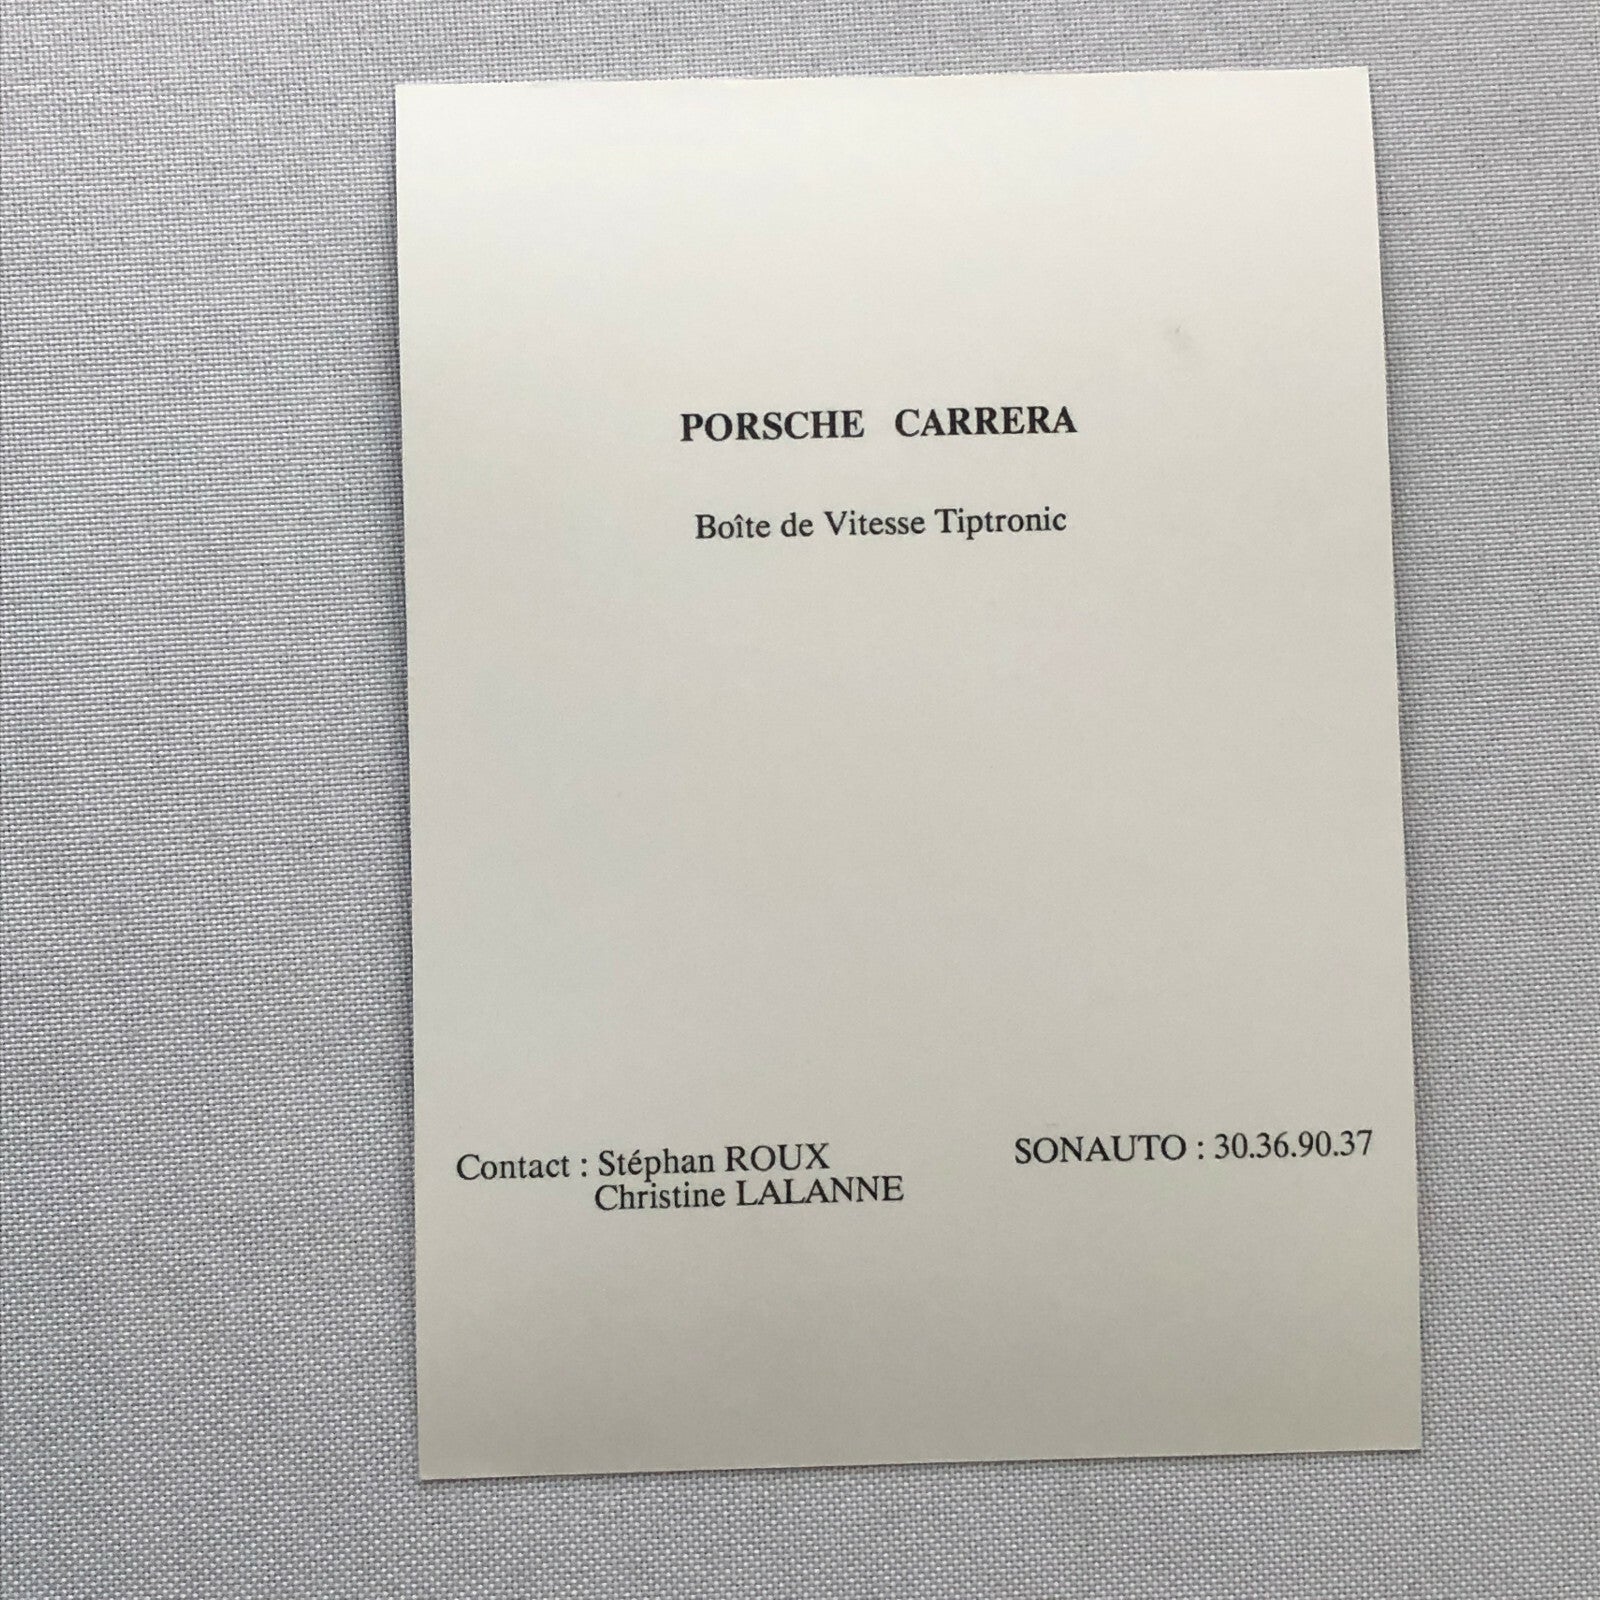 PORSCHE CARRERA
Boîte de Vitesse Tiptronic
Contact : Stéphan ROUX
Christine LALANNE
SONAUTO : 30.36.90.37